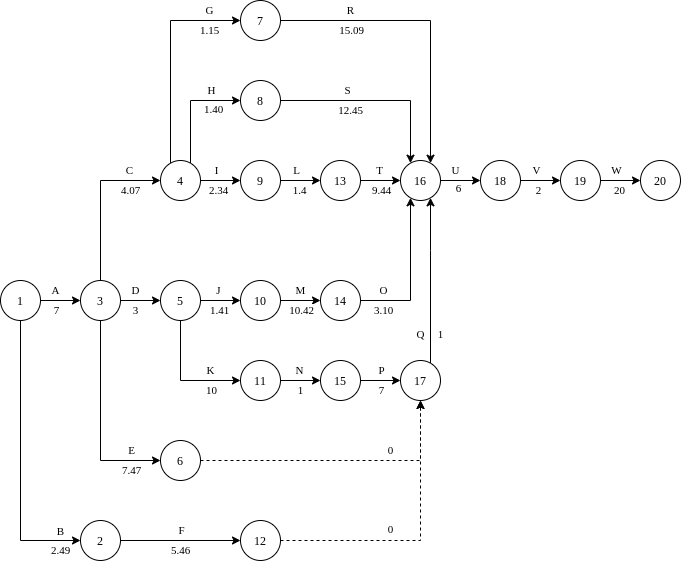 G
7
R
1.15
15.09
H
8
S
1.40
12.45
C
4
I
9
L
13
T
16
U
18
V
19
W
20
4.07
2.34
1.4
9.44
6
2
20
1
A
3
D
5
J
10
M
14
O
7
3
1.41
10.42
3.10
Q
1
K
11
N
15
P
17
10
1
7
E
6
0
7.47
B
2
F
12
0
2.49
5.46